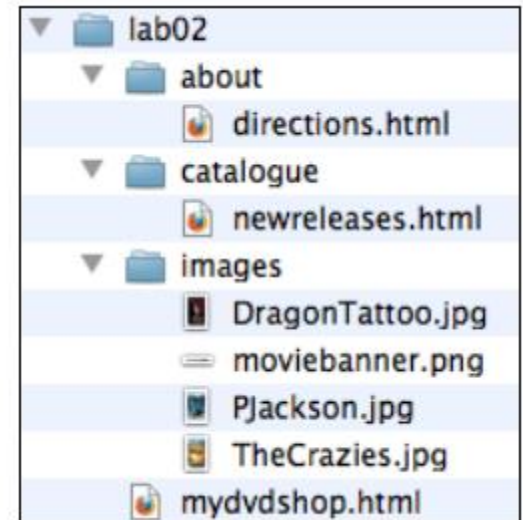 lab02
about
directions.html
catalogue
newreleases.html
images
DragonTattoo.jpg
moviebanner.png
PJackson.jpg
TheCrazies.jpg
mydvdshop.html